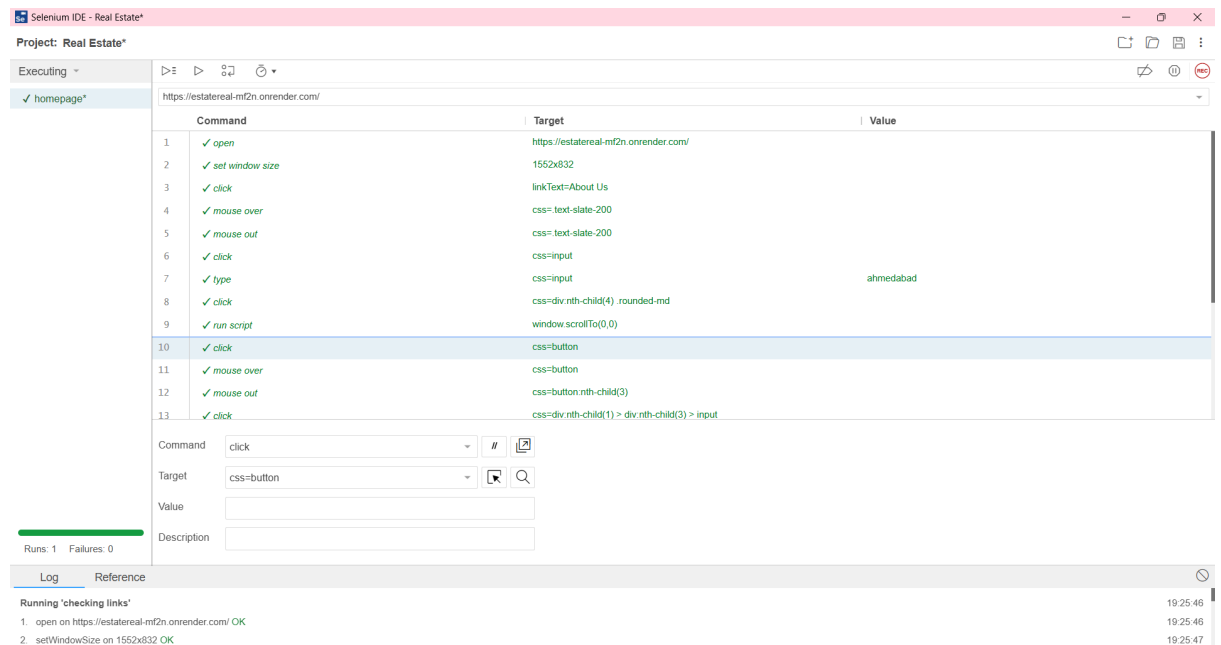 Selenium IDE - Real Estate*
Project: Real Estate*
Executing
✓ homepage*
REC
https://estatereal-mf2n.onrender.com/
Command Target Value
1 ✓ open https://estatereal-mf2n.onrender.com/
2 ✓ set window size 1552x832
3 ✓ click linkText=About Us
4 ✓ mouse over css=.text-slate-200
5 ✓ mouse out css=.text-slate-200
6 ✓ click css=input
7 ✓ type css=input ahmedabad
8 ✓ click css=div:nth-child(4) .rounded-md
9 ✓ run script window.scrollTo(0,0)
10 ✓ click css=button
11 ✓ mouse over css=button
12 ✓ mouse out css=button:nth-child(3)
13 ✓ click css=div:nth-child(1) > div:nth-child(3) > input
Command click //
Target css=button
Value
Description
Runs: 1 Failures: 0
Log Reference
Running 'checking links' 19:25:46
1. open on https://estatereal-mf2n.onrender.com/ OK 19:25:46
2. setWindowSize on 1552x832 OK 19:25:47